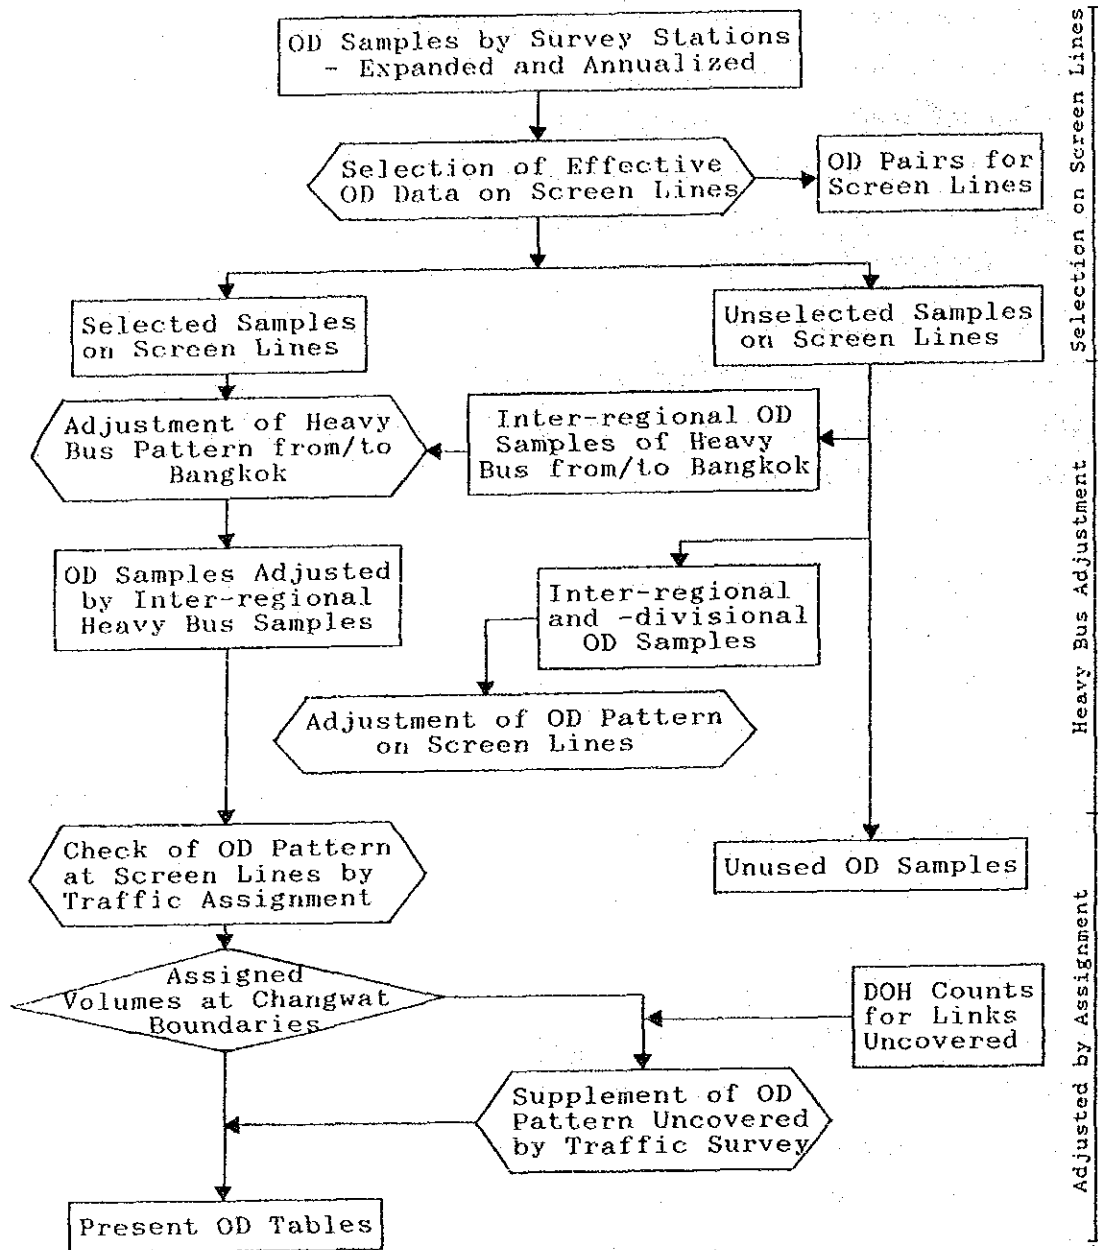 OD Samples by Survey Stations
- Expanded and Annualized
Selection of Effective
OD Data on Screen Lines
OD Pairs for
Screen Lines
Selected Samples
on Screen Lines
Unselected Samples
on Screen Lines
Adjustment of Heavy
Bus Pattern from/to
Bangkok
Inter-regional OD
Samples of Heavy
Bus from/to Bangkok
OD Samples Adjusted
by Inter-regional
Heavy Bus Samples
Inter-regional
and -divisional
OD Samples
Adjustment of OD Pattern
on Screen Lines
Check of OD Pattern
at Screen Lines by
Traffic Assignment
Unused OD Samples
Assigned
Volumes at Changwat
Boundaries
DOH Counts
for Links
Uncovered
Supplement of OD
Pattern Uncovered
by Traffic Survey
Present OD Tables
Selection on Screen Lines
Heavy Bus Adjustment
Adjusted by Assignment